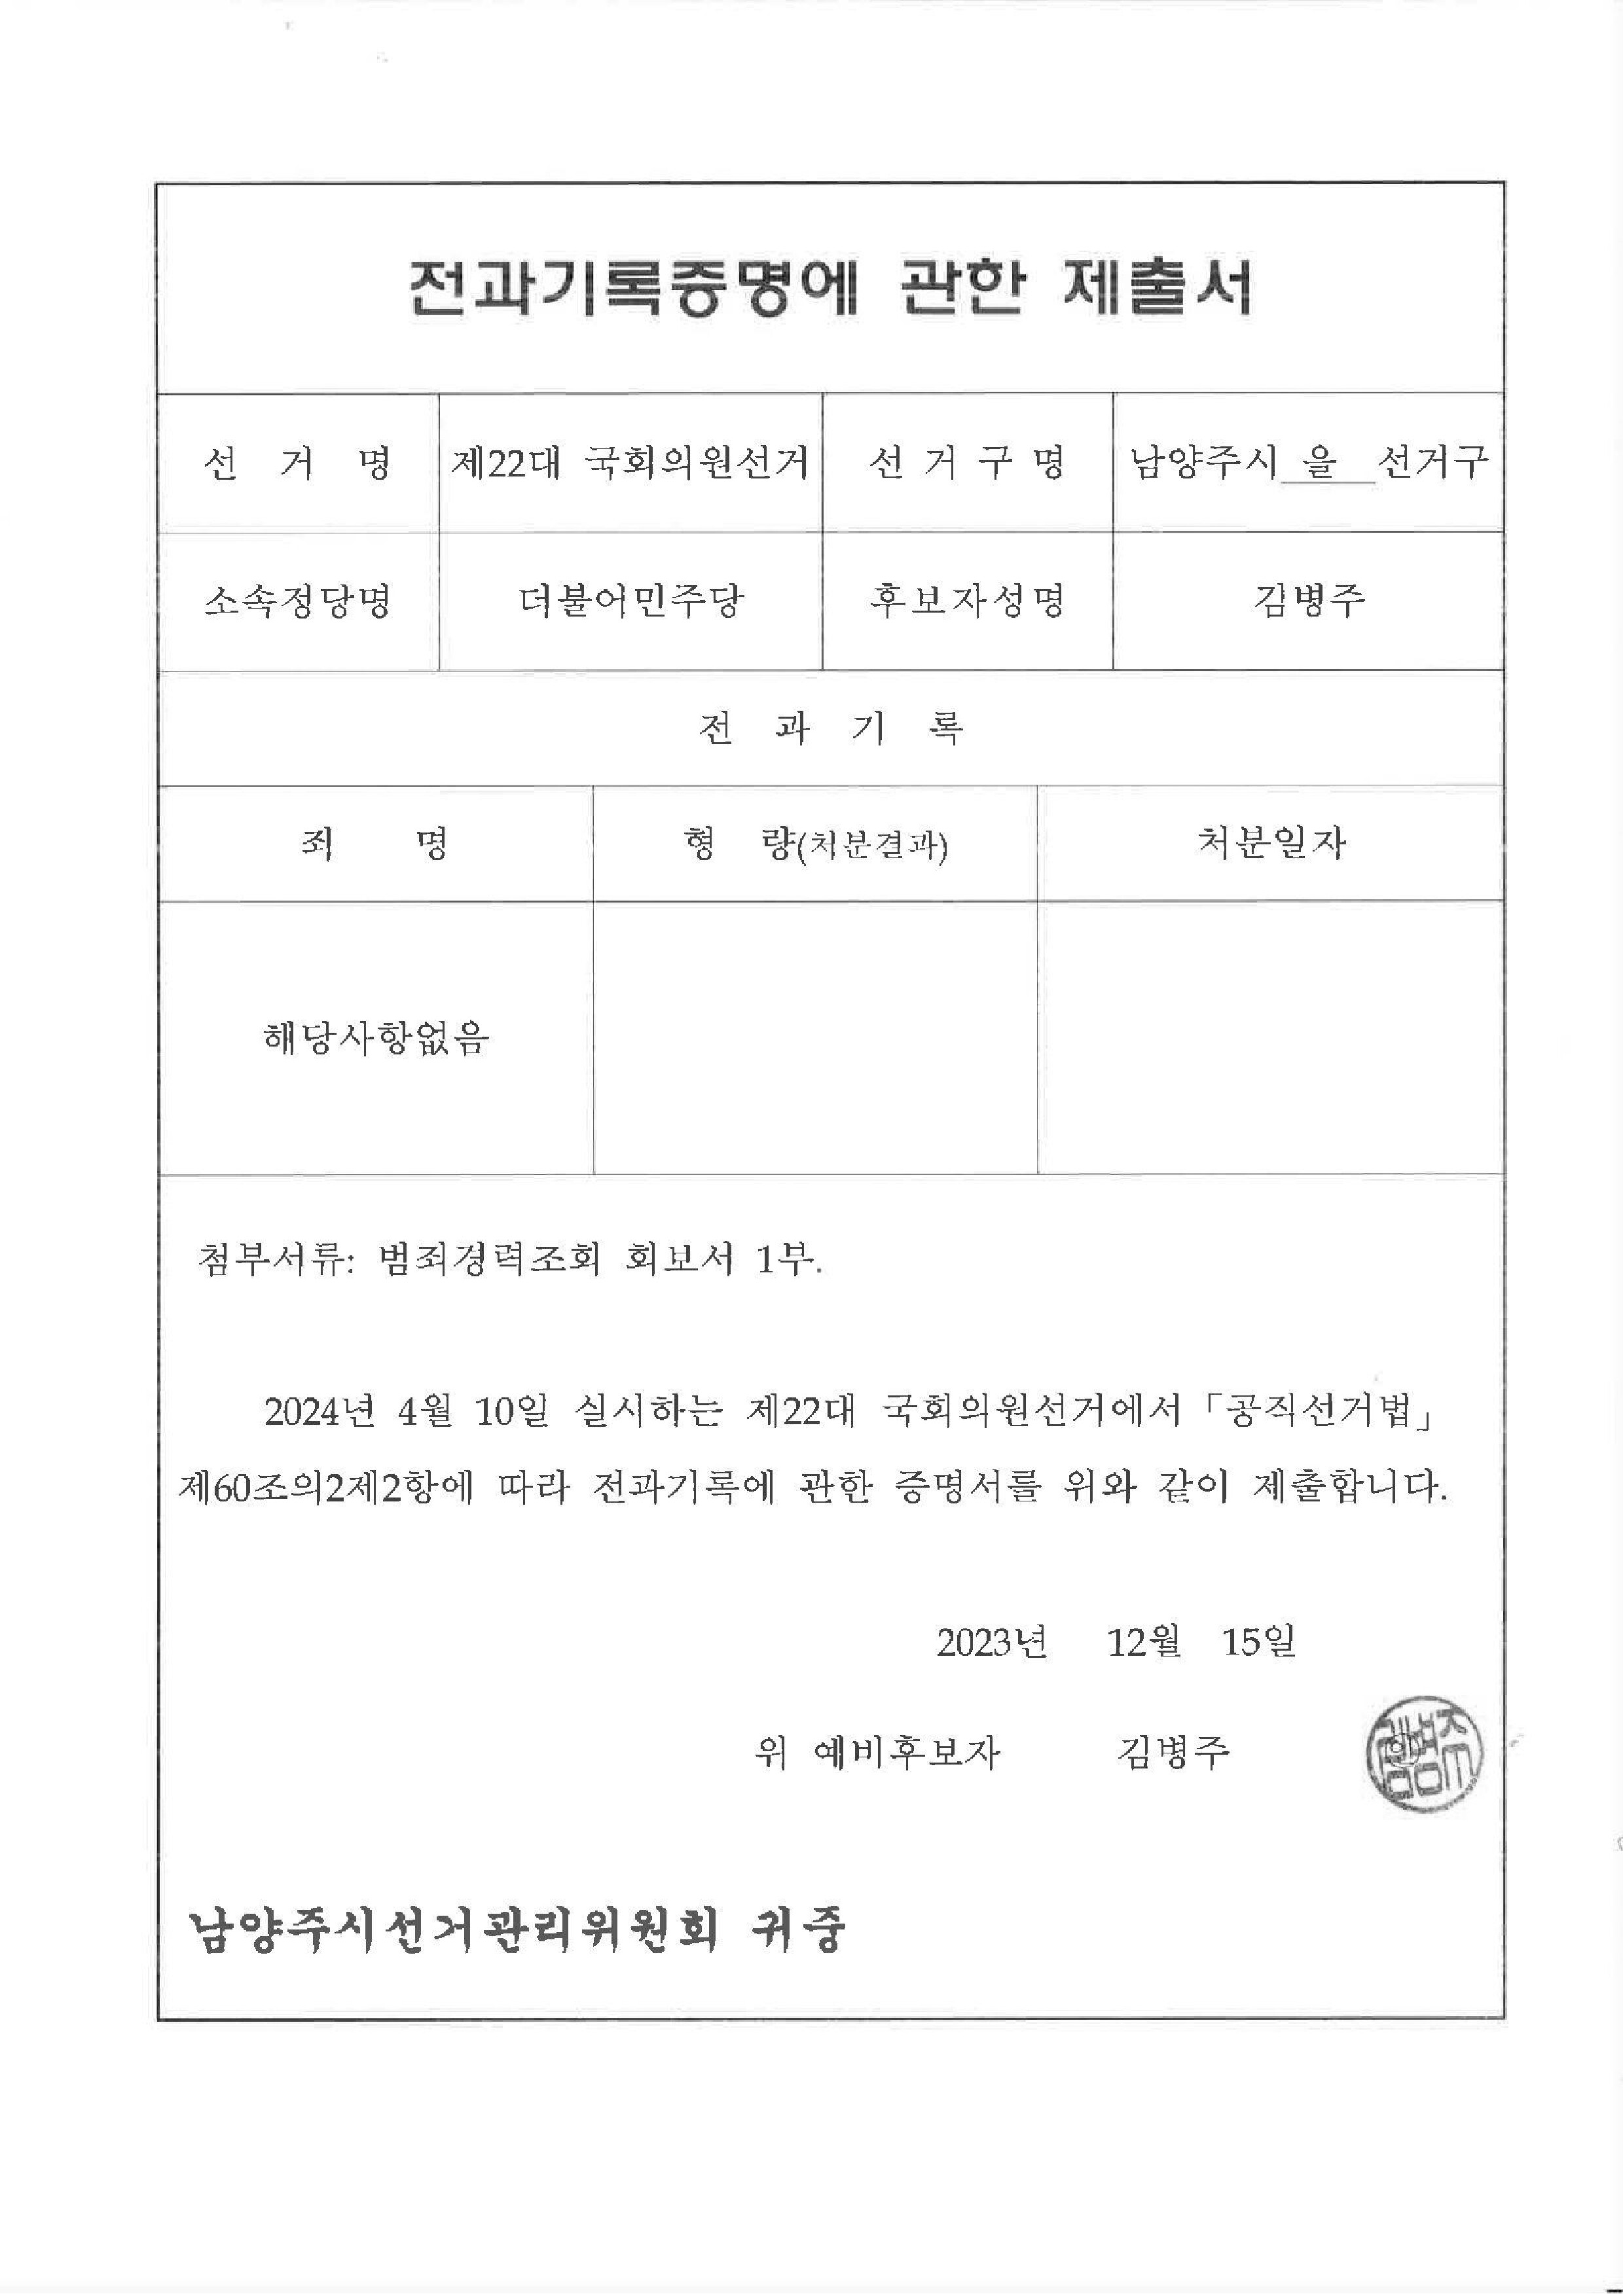 전과기록증명에 관한 제출서
선 거 명 제22대 국회의원선거 선 거 구 명 남양주시 을 선거구
소속정당명 더불어민주당 후보자성명 김병주
전 과 기 록
죄 명 형 량(처분결과) 처분일자
해당사항없음
첨부서류: 범죄경력조회 회보서 1부.
2024년 4월 10일 실시하는 제22대 국회의원선거에서「공직선거법」
제60조의2제2항에 따라 전과기록에 관한 증명서를 위와 같이 제출합니다.
2023년 12월 15일
위 예비후보자 김병주 김병주
남양주시선거관리위원회 귀중